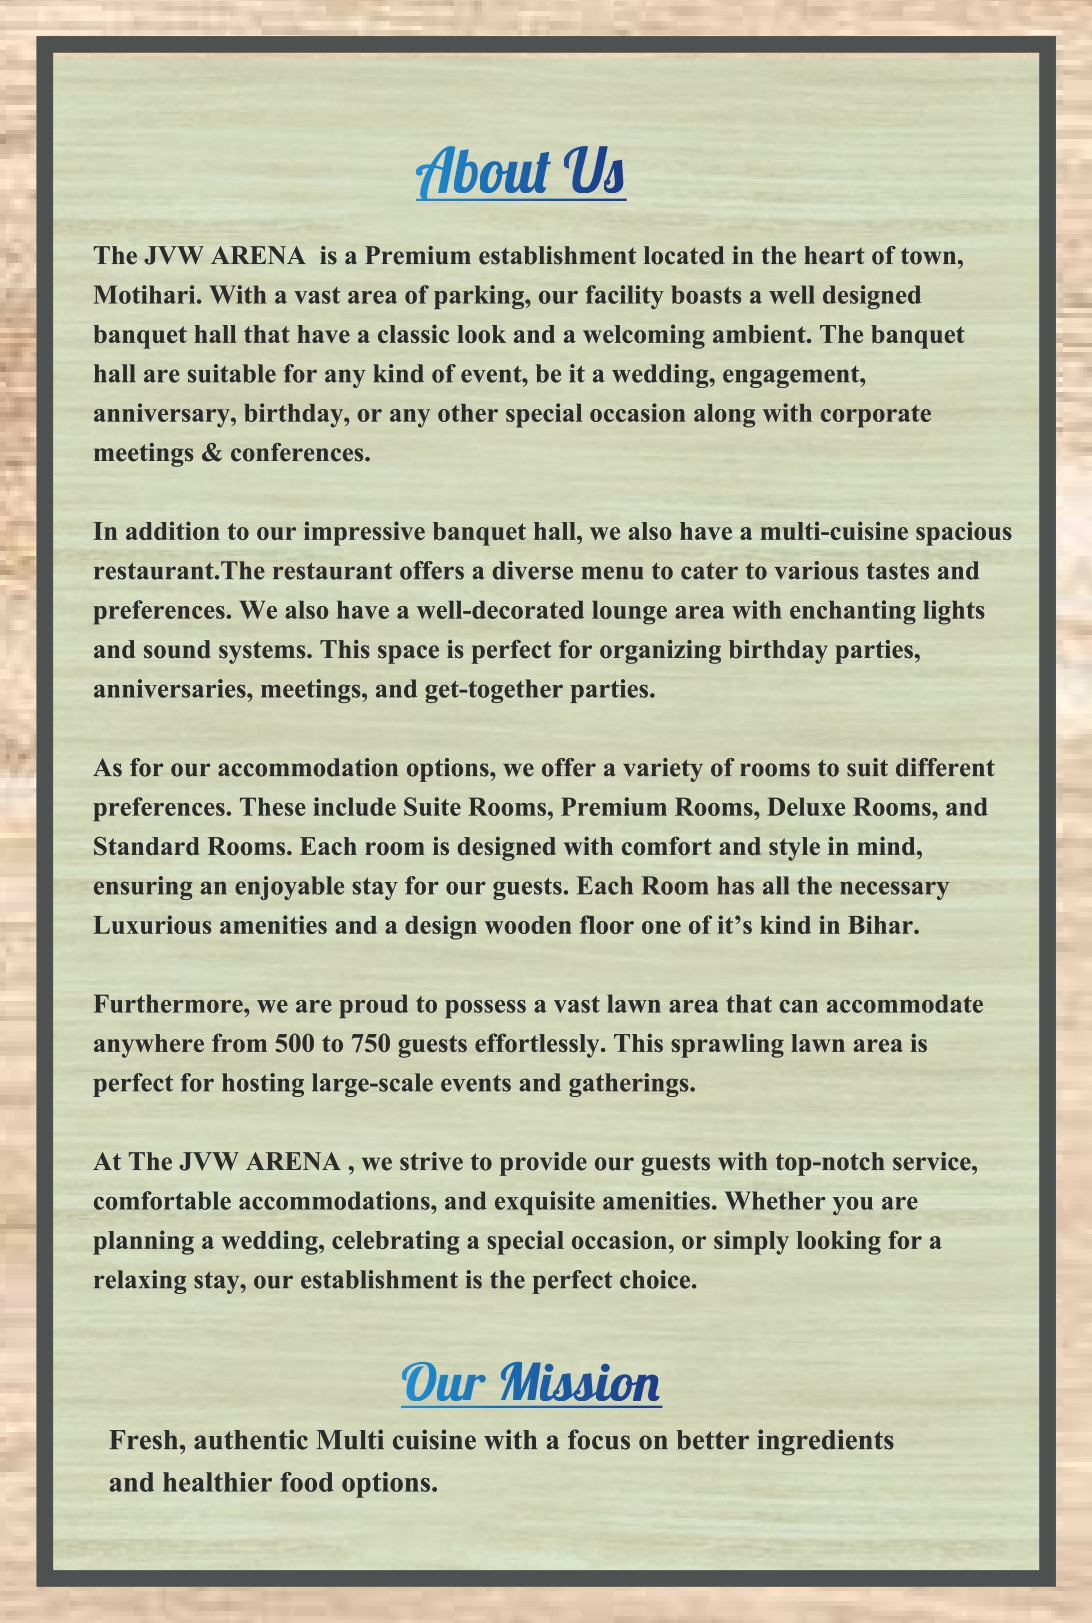 About Us
The JVW ARENA  is a Premium establishment located in the heart of town,
Motihari. With a vast area of parking, our facility boasts a well designed
banquet hall that have a classic look and a welcoming ambient. The banquet
hall are suitable for any kind of event, be it a wedding, engagement,
anniversary, birthday, or any other special occasion along with corporate
meetings & conferences.
In addition to our impressive banquet hall, we also have a multi-cuisine spacious
restaurant.The restaurant offers a diverse menu to cater to various tastes and
preferences. We also have a well-decorated lounge area with enchanting lights
and sound systems. This space is perfect for organizing birthday parties,
anniversaries, meetings, and get-together parties.
As for our accommodation options, we offer a variety of rooms to suit different
preferences. These include Suite Rooms, Premium Rooms, Deluxe Rooms, and
Standard Rooms. Each room is designed with comfort and style in mind,
ensuring an enjoyable stay for our guests. Each Room has all the necessary
Luxurious amenities and a design wooden floor one of it’s kind in Bihar.
Furthermore, we are proud to possess a vast lawn area that can accommodate
anywhere from 500 to 750 guests effortlessly. This sprawling lawn area is
perfect for hosting large-scale events and gatherings.
At The JVW ARENA , we strive to provide our guests with top-notch service,
comfortable accommodations, and exquisite amenities. Whether you are
planning a wedding, celebrating a special occasion, or simply looking for a
relaxing stay, our establishment is the perfect choice.
Our Mission
Fresh, authentic Multi cuisine with a focus on better ingredients
and healthier food options.